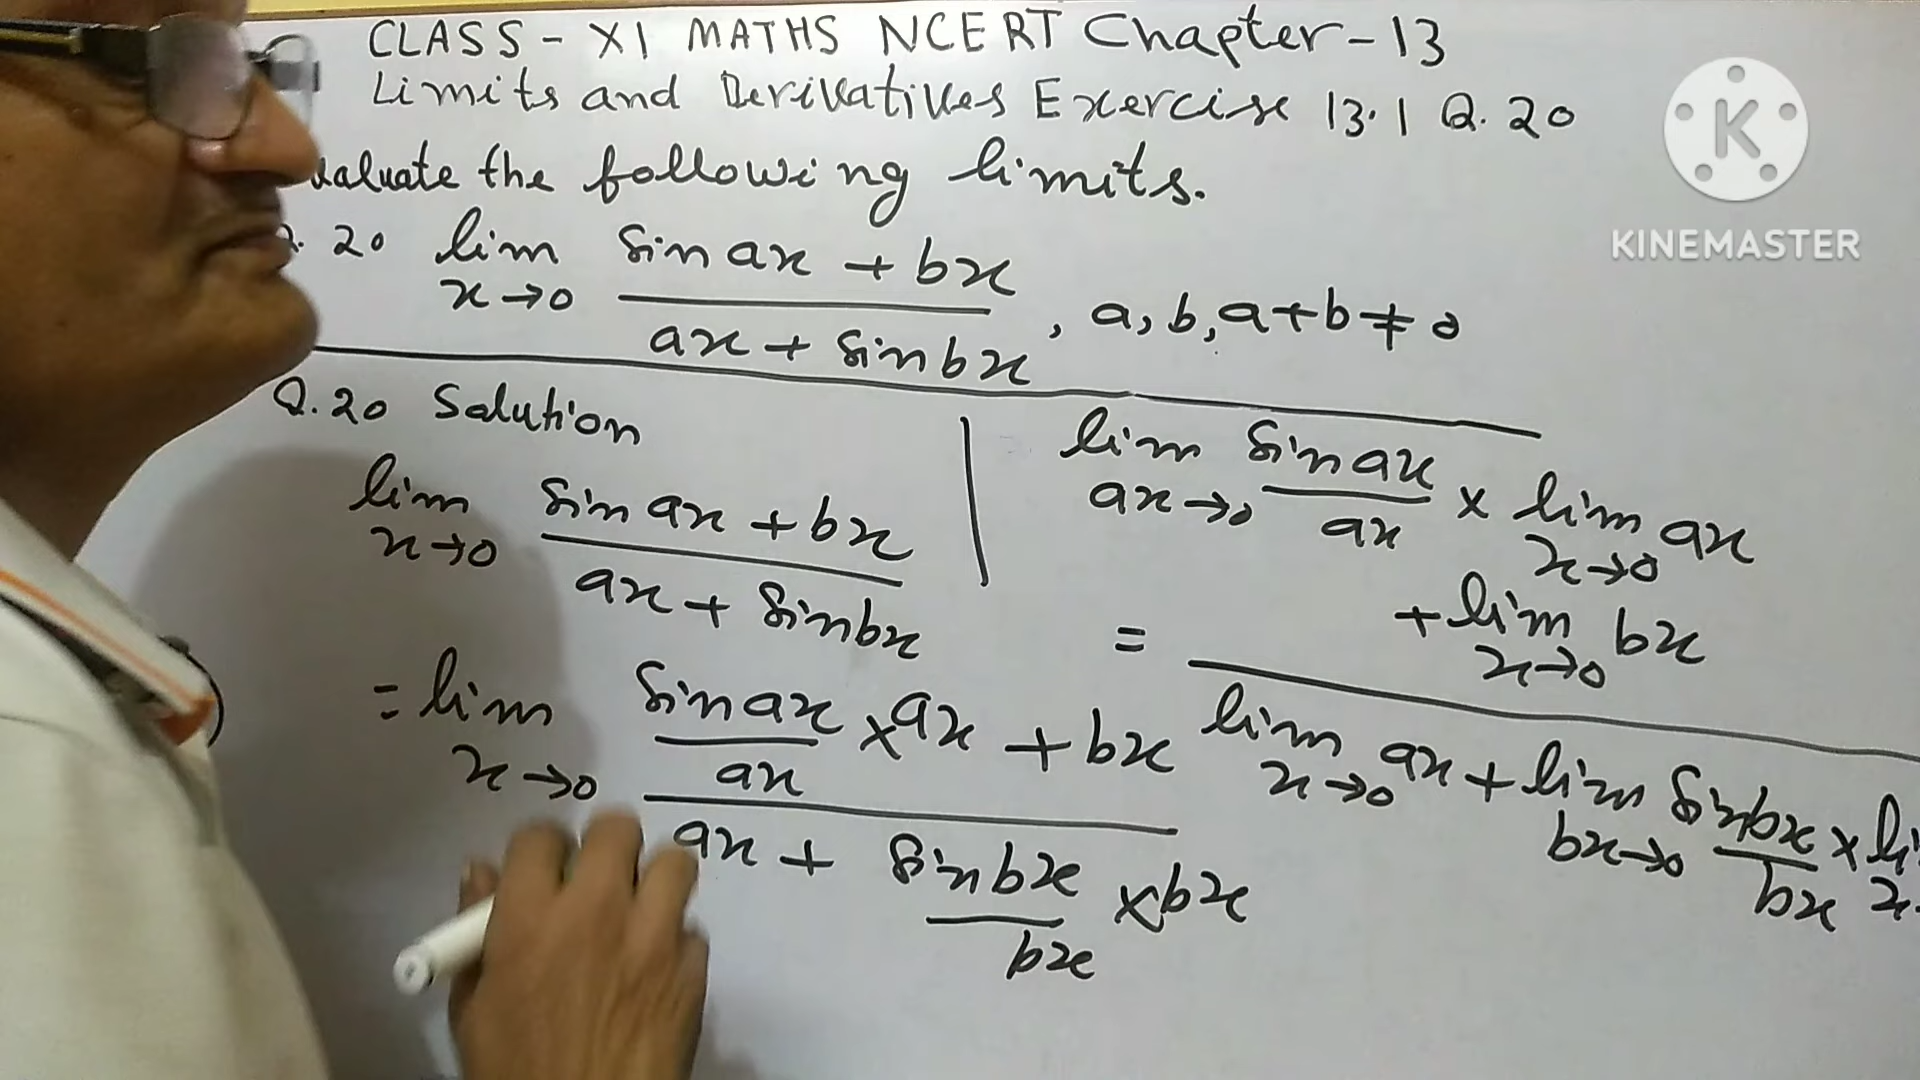 CLASS - XI MATHS NCERT Chapter - 13
Limits and Derivatives Exercise 13.1 Q. 20
the following limits.
20 lim x→0 (sin ax + bx) / (ax + sin bx) , a, b, a+b ≠ 0
Q.20 Solution
lim x→0 (sin ax + bx) / (ax + sin bx)
= lim x→0 (sin ax / ax × ax + bx) / (ax + sin bx / bx × bx)
= (lim ax→0 sin ax / ax × lim x→0 ax + lim x→0 bx) / (lim x→0 ax + lim bx→0 sin bx / bx ×
K
KINEMASTER